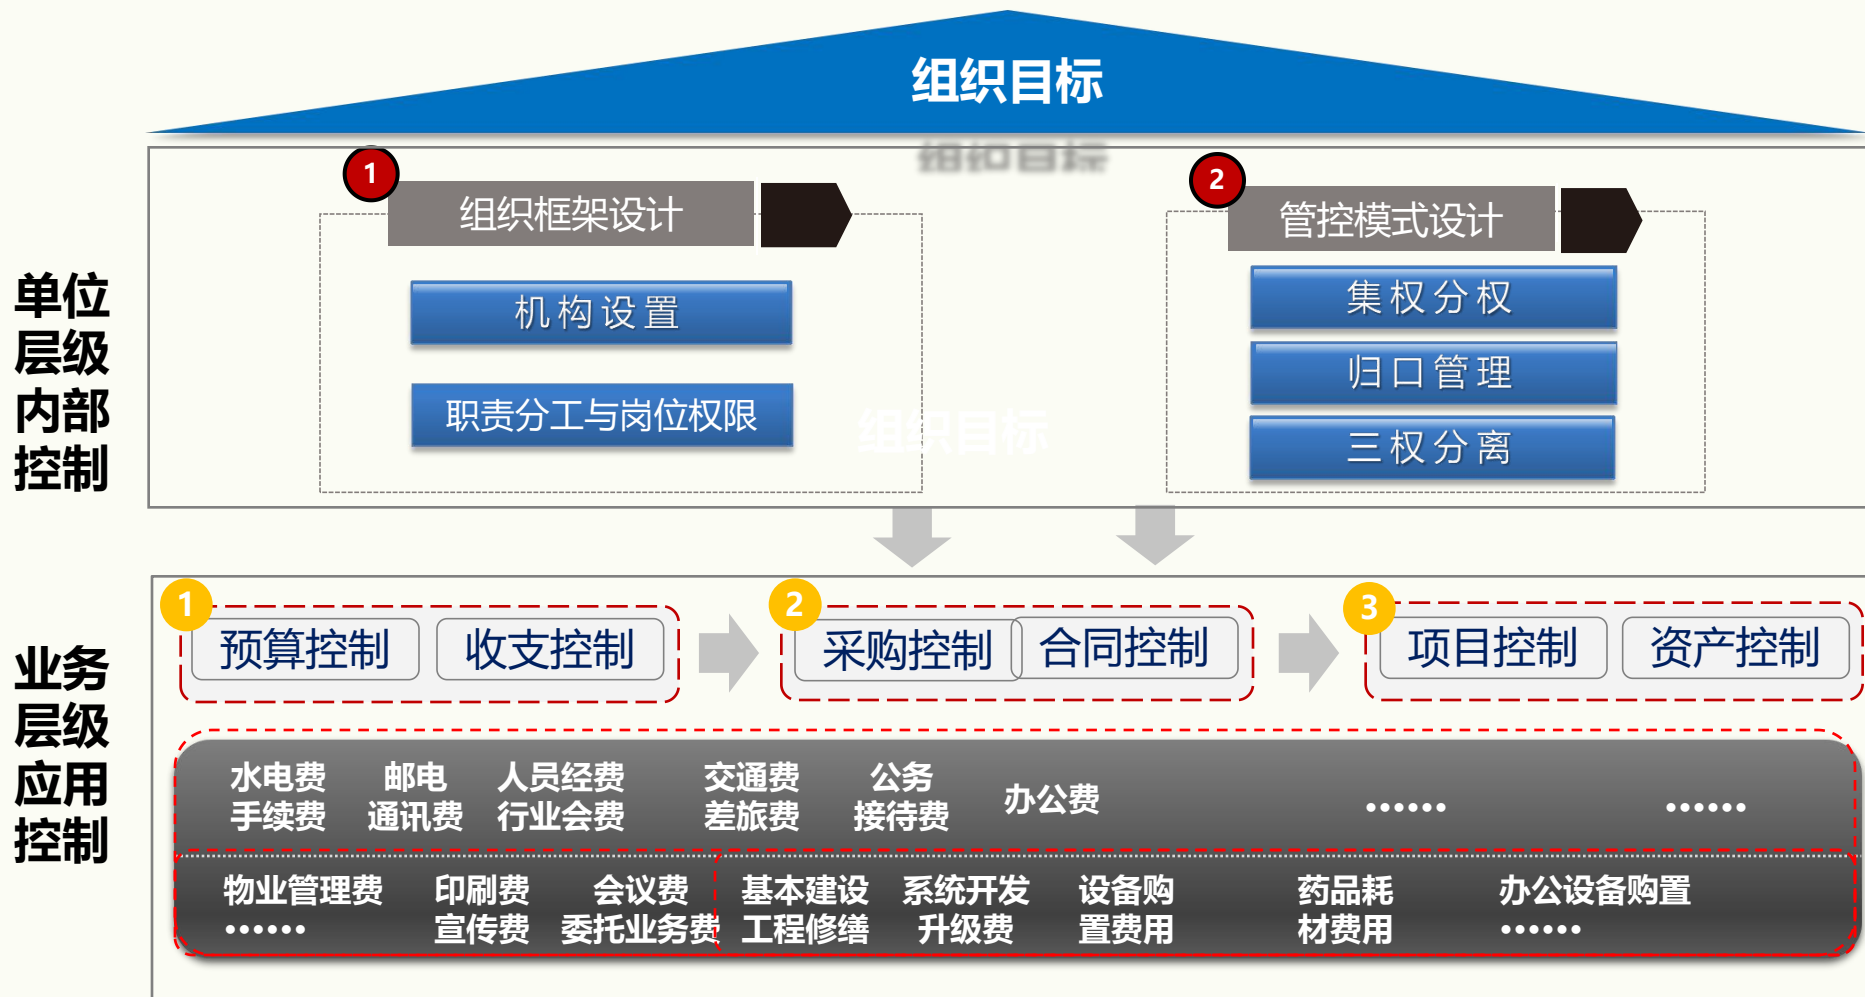 组织目标
单位
层级
内部
控制
1
组织框架设计
机构设置
职责分工与岗位权限
组织目标
2
管控模式设计
集权分权
归口管理
三权分离
业务
层级
应用
控制
1
预算控制
收支控制
2
采购控制
合同控制
3
项目控制
资产控制
水电费
手续费
邮电
通讯费
人员经费
行业会费
交通费
差旅费
公务
接待费
办公费
······
······
物业管理费
······
印刷费
宣传费
会议费
委托业务费
基本建设
工程修缮
系统开发
升级费
设备购
置费用
药品耗
材费用
办公设备购置
······